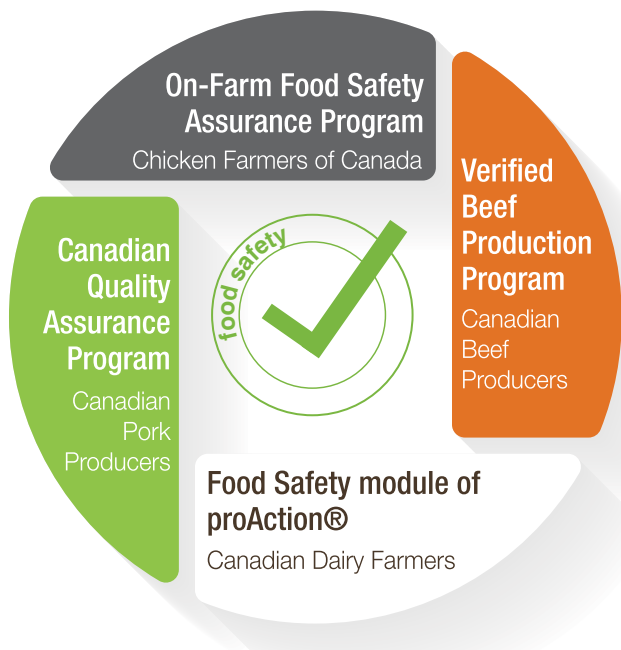 On-Farm Food Safety
Assurance Program
Chicken Farmers of Canada
Verified
Beef
Production
Program
Canadian
Beef
Producers
Canadian
Quality
Assurance
Program
Canadian
Pork
Producers
food safety
Food Safety module of
proAction®
Canadian Dairy Farmers